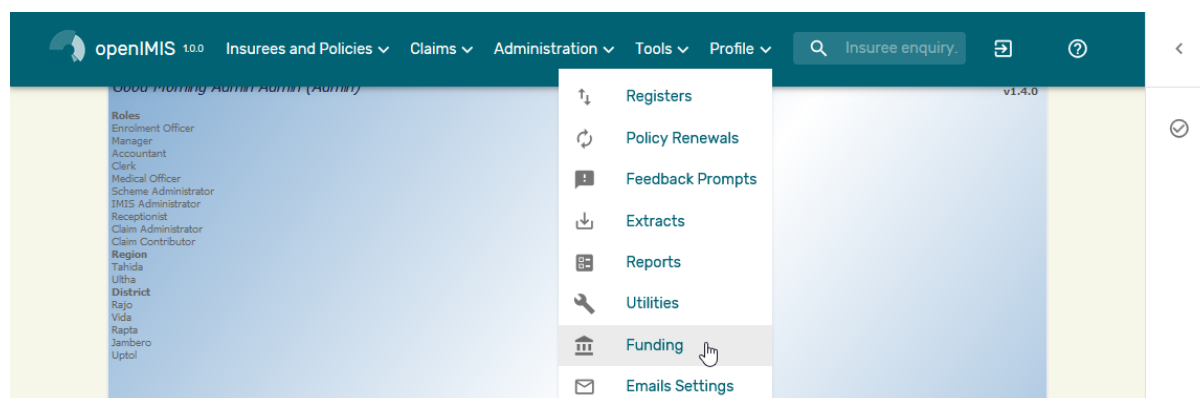 openIMIS 1.0.0 Insurees and Policies Claims Administration Tools Profile Insuree enquiry.
Good Morning Admin Admin (Admin)
v1.4.0
Roles
Enrolment Officer
Manager
Accountant
Clerk
Medical Officer
Scheme Administrator
IMIS Administrator
Receptionist
Claim Administrator
Claim Contributor
Region
Tahida
Ultha
District
Rajo
Vida
Rapta
Jambero
Uptol
Registers
Policy Renewals
Feedback Prompts
Extracts
Reports
Utilities
Funding
Emails Settings